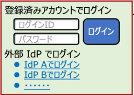 登録済みアカウントでログイン
ログインID
パスワード
ログイン
外部 IdP でログイン
• IdP Aでログイン
• IdP Bでログイン
• ・・・・・・